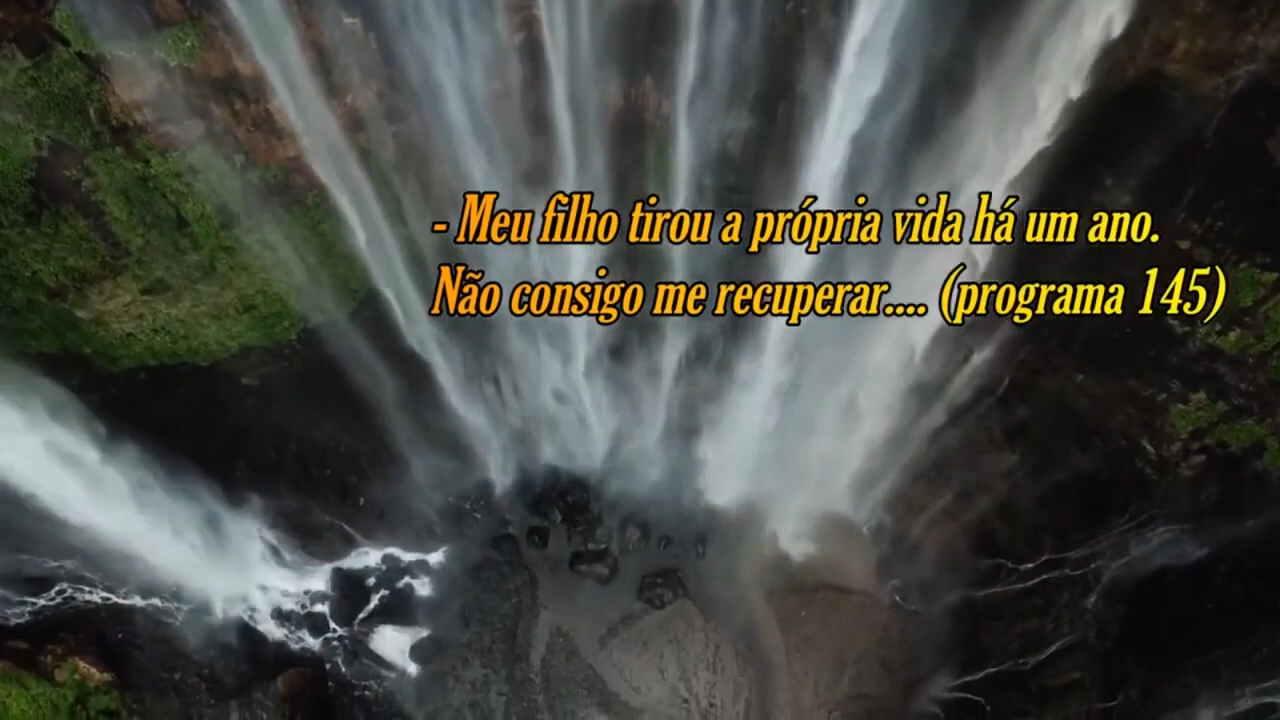 - Meu filho tirou a própria vida há um ano.
Não consigo me recuperar.... (programa 145)